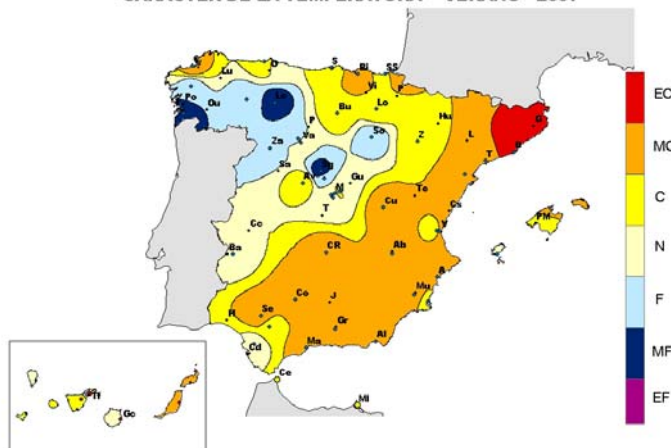 EC
MC
C
N
F
MF
EF
Lu
O
S
BI
SS
Vi
P
Po
Ou
Le
Bu
Lo
Hu
P
Va
So
Z
L
G
B
T
Za
Sa
Av
Gu
M
T
Te
Cu
Cs
V
PM
Cc
Ba
CR
Ab
A
Mu
Co
J
Se
H
Gr
Al
Ma
Cd
Ce
Ml
Tf
Gc